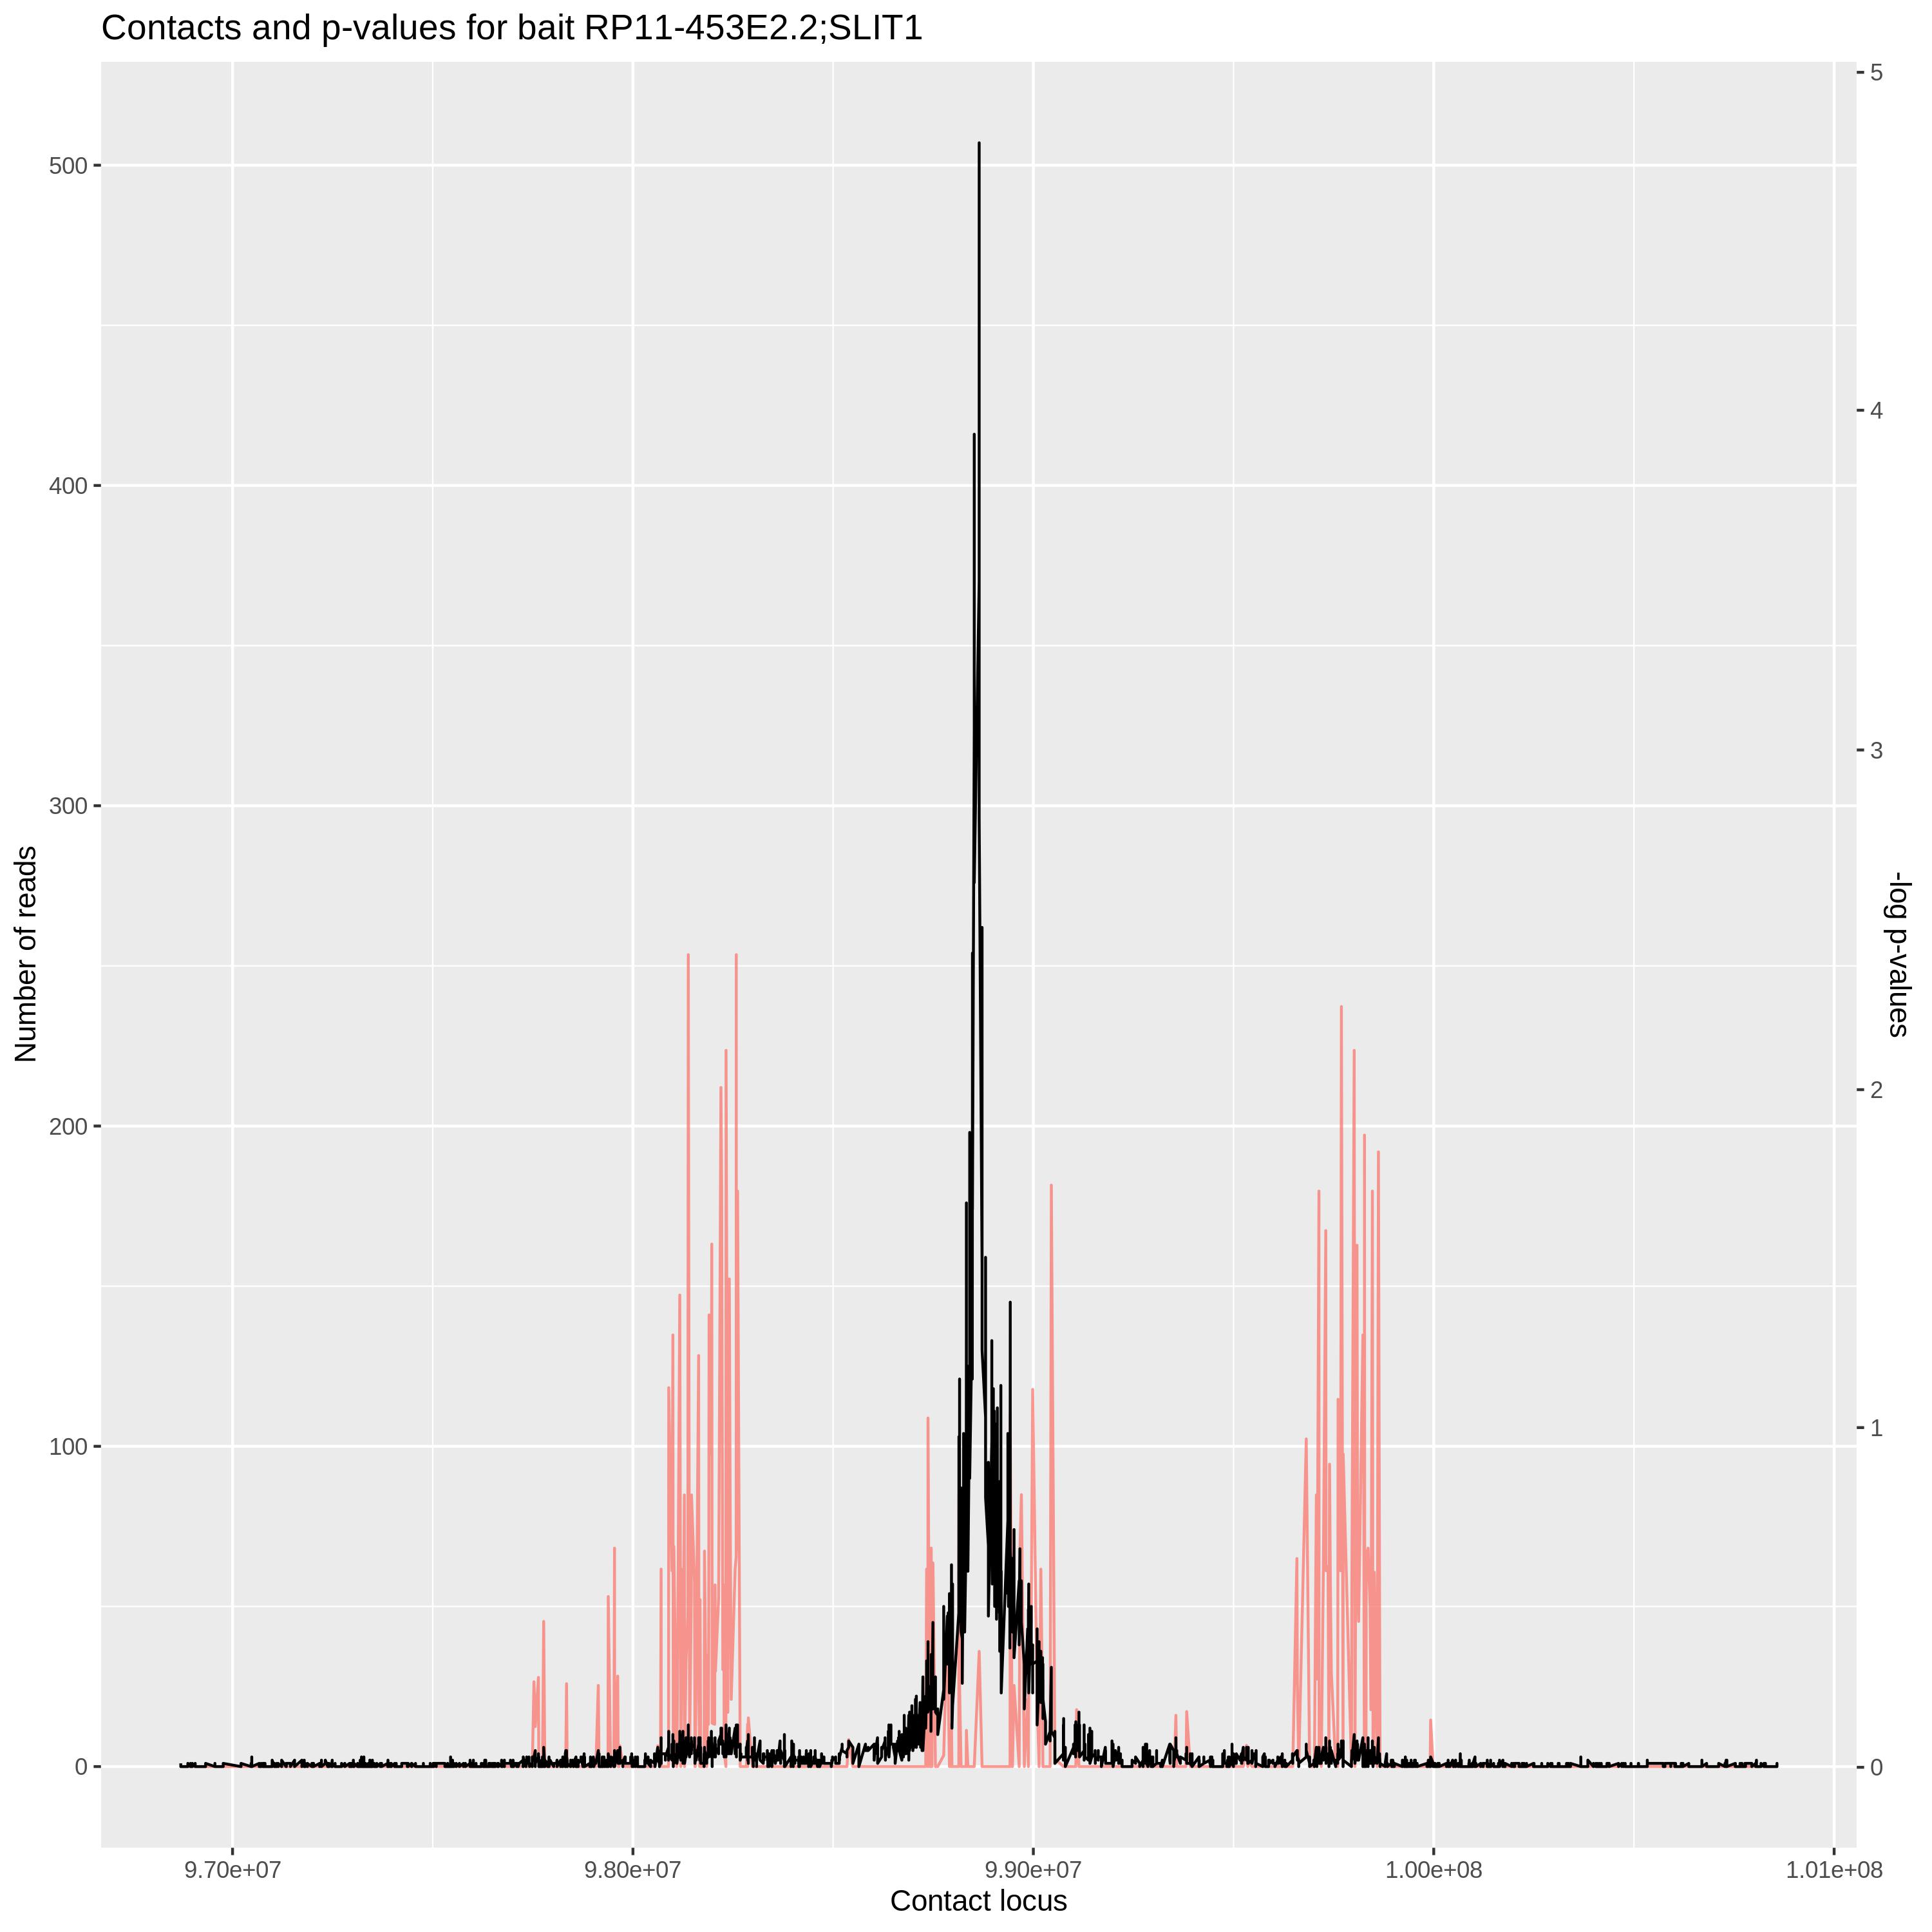 Contacts and p-values for bait RP11-453E2.2;SLIT1
500
400
300
200
100
0
Number of reads
5
4
3
2
1
0
-log p-values
9.70e+07
9.80e+07
9.90e+07
1.00e+08
1.01e+08
Contact locus